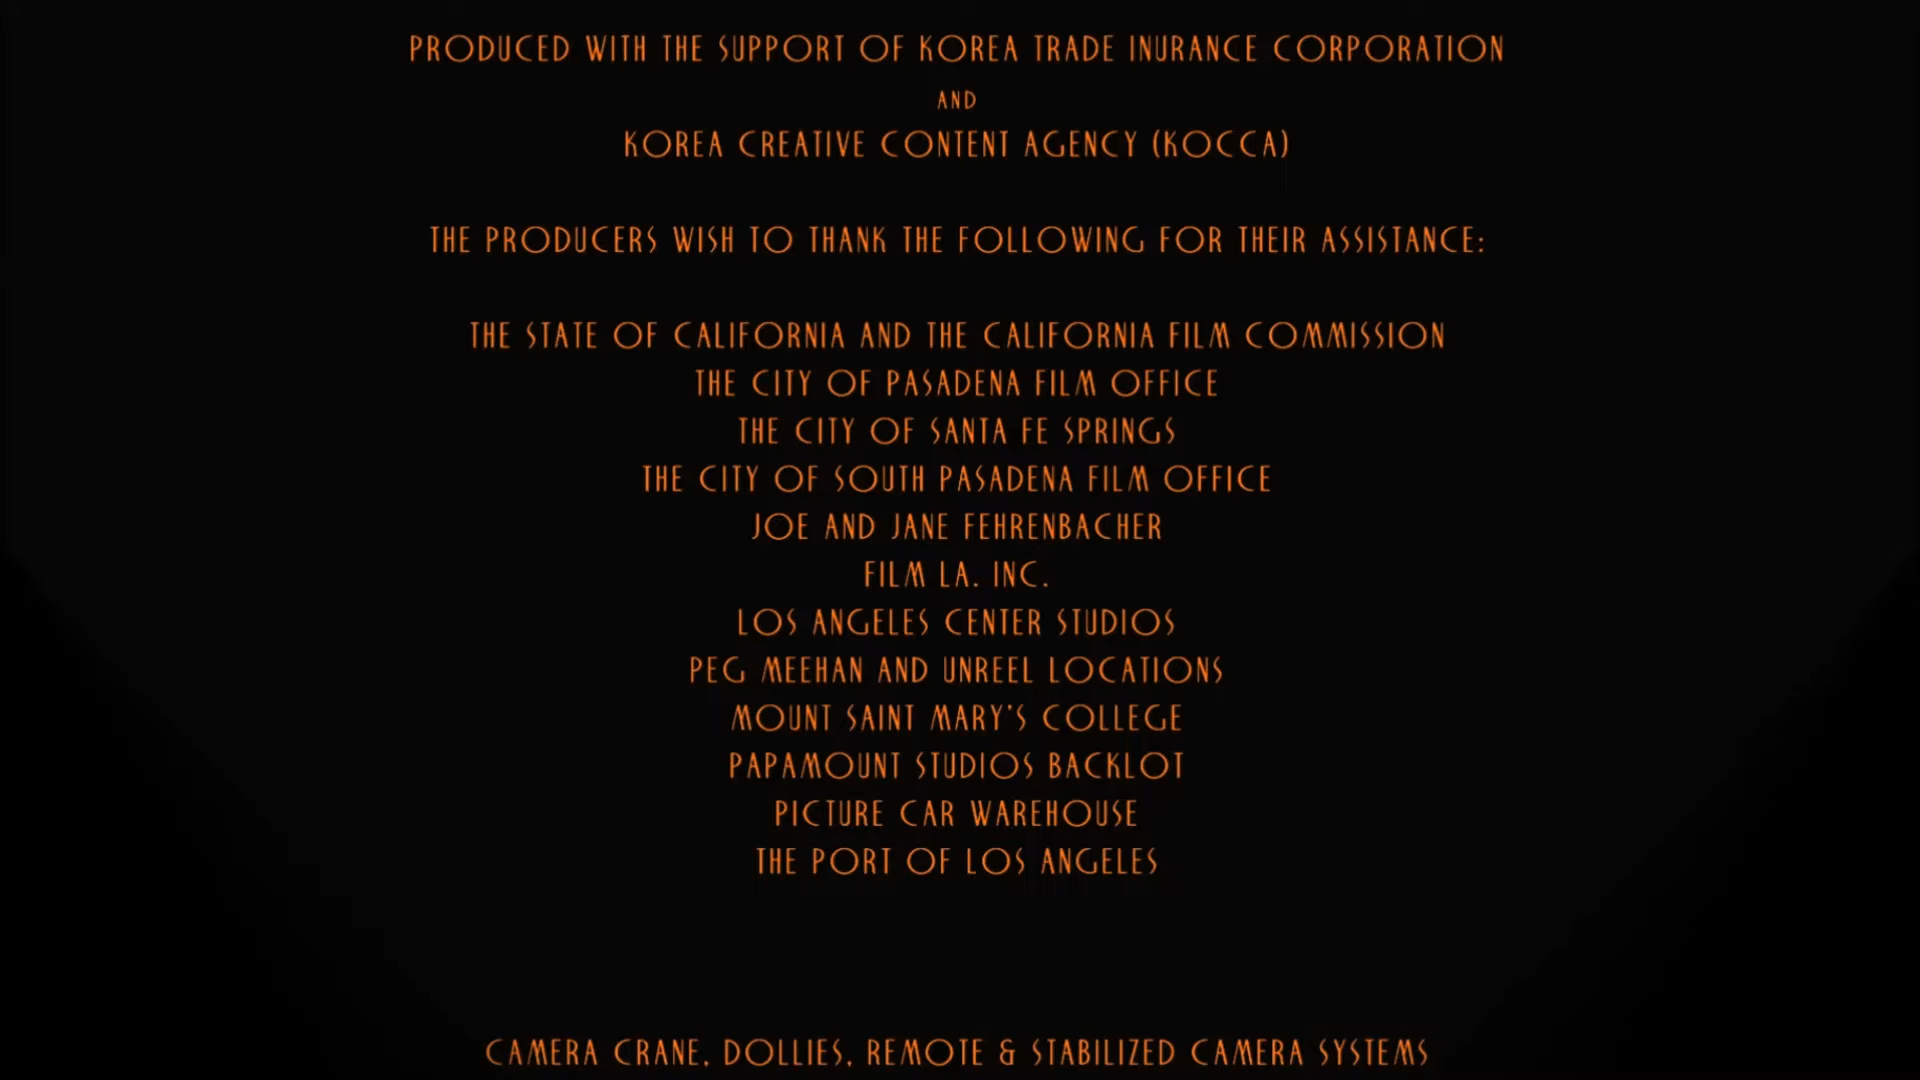 PRODUCED WITH THE SUPPORT OF KOREA TRADE INURANCE CORPORATION
AND
KOREA CREATIVE CONTENT AGENCY (KOCCA)
THE PRODUCERS WISH TO THANK THE FOLLOWING FOR THEIR ASSISTANCE:
THE STATE OF CALIFORNIA AND THE CALIFORNIA FILM COMMISSION
THE CITY OF PASADENA FILM OFFICE
THE CITY OF SANTA FE SPRINGS
THE CITY OF SOUTH PASADENA FILM OFFICE
JOE AND JANE FEHRENBACHER
FILM LA. INC.
LOS ANGELES CENTER STUDIOS
PEG MEEHAN AND UNREEL LOCATIONS
MOUNT SAINT MARY'S COLLEGE
PAPAMOUNT STUDIOS BACKLOT
PICTURE CAR WAREHOUSE
THE PORT OF LOS ANGELES
CAMERA CRANE, DOLLIES, REMOTE & STABILIZED CAMERA SYSTEMS